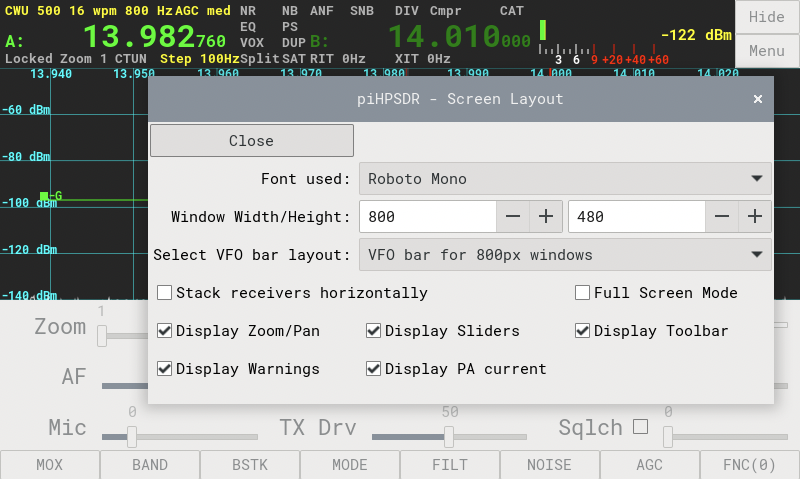 CWU 500 16 wpm 800 Hz AGC med NR NB ANF SNB DIV Cmpr CAT Hide
EQ PS
A: 13.982760 VOX DUP B: 14.010000 -122 dBm
Locked Zoom 1 CTUN Step 100Hz Split SAT RIT 0Hz XIT 0Hz 3 6 9 +20 +40 +60 Menu
13.940 13.950 13.960 13.970 13.980 13.990 14.000 14.010 14.020
piHPSDR - Screen Layout ×
-60 dBm
Close
-80 dBm
Font used: Roboto Mono
-G
-100 dBm
Window Width/Height: 800 − + 480 − +
-120 dBm
Select VFO bar layout: VFO bar for 800px windows
-140 dBm
Stack receivers horizontally Full Screen Mode
1
Zoom
Display Zoom/Pan Display Sliders Display Toolbar
AF
Display Warnings Display PA current
0 50 0
Mic TX Drv Sqlch
MOX BAND BSTK MODE FILT NOISE AGC FNC(0)